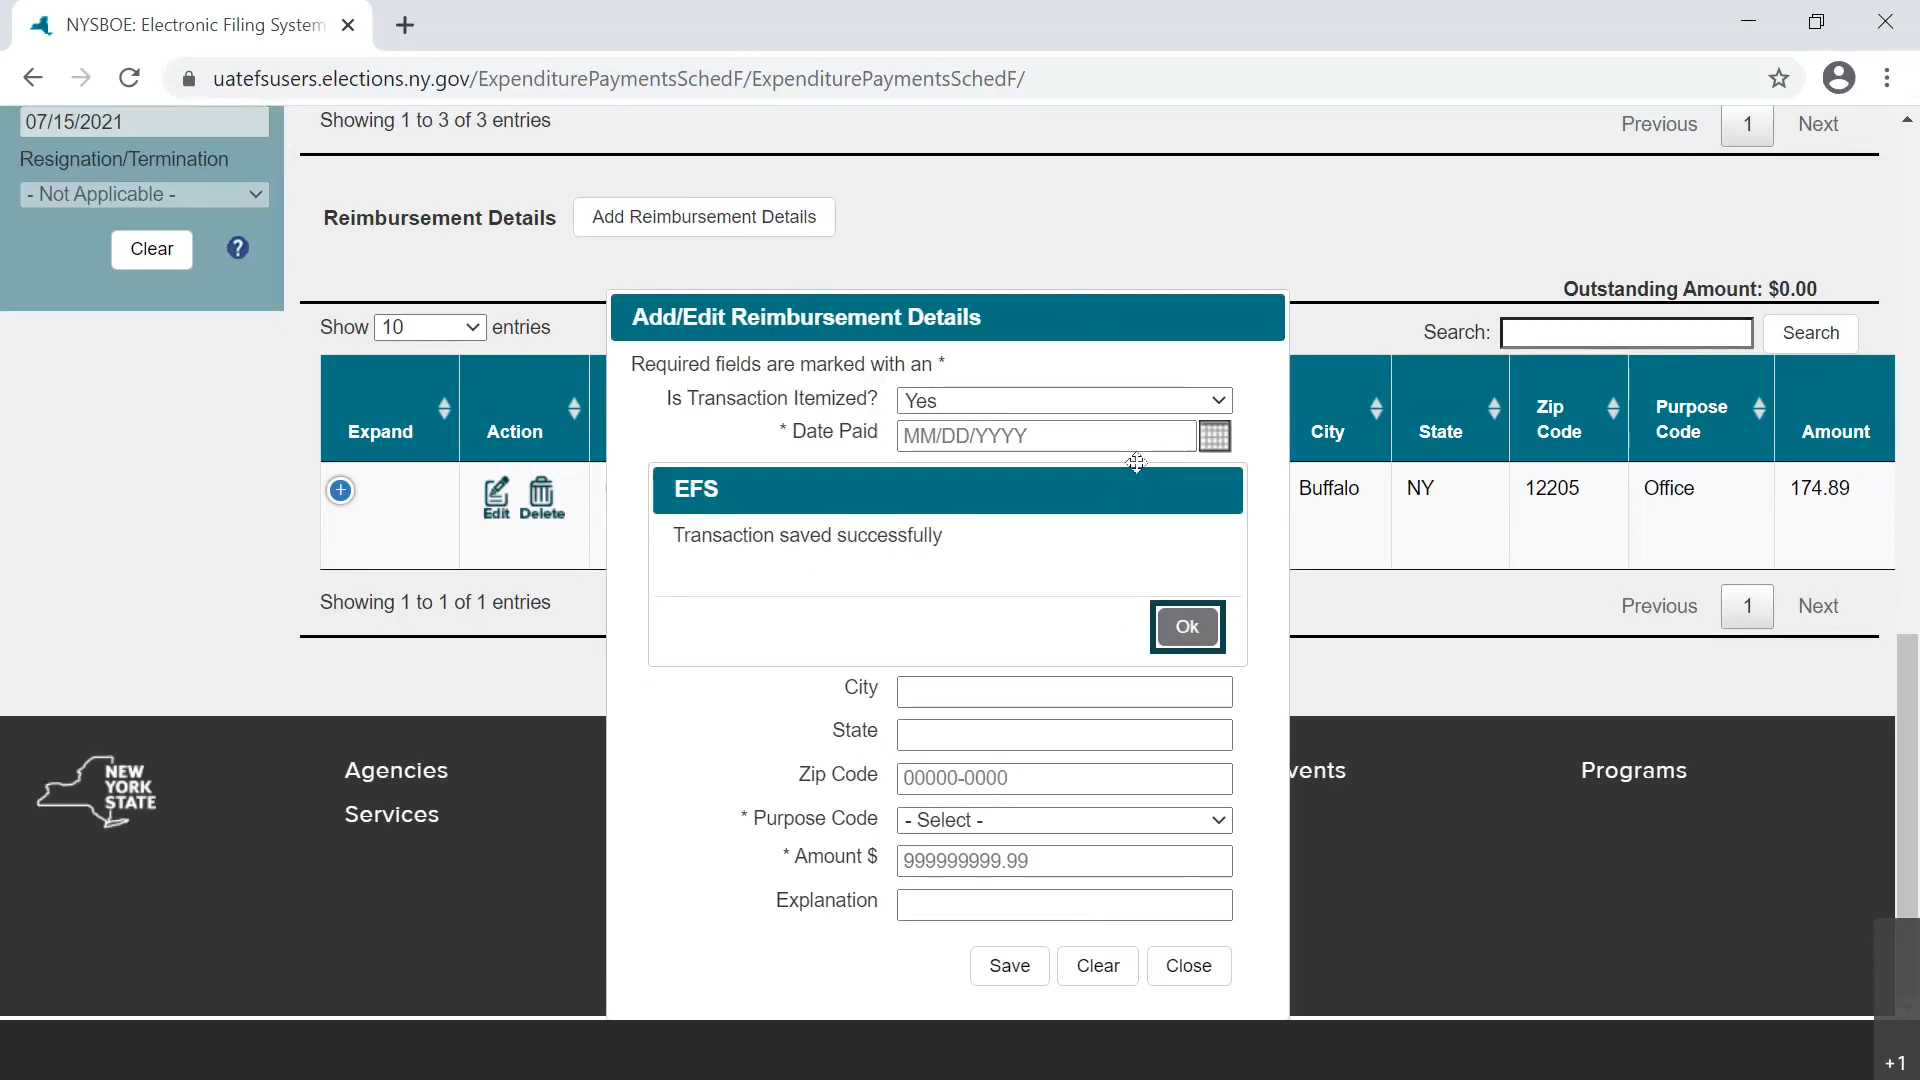 NYSBOE: Electronic Filing System
uatefsusers.elections.ny.gov/ExpenditurePaymentsSchedF/ExpenditurePaymentsSchedF/
07/15/2021
Resignation/Termination
- Not Applicable -
Clear
?
Showing 1 to 3 of 3 entries
Previous 1 Next
Reimbursement Details Add Reimbursement Details
Outstanding Amount: $0.00
Show 10 entries
Search: Search
Expand Action City State Zip Code Purpose Code Amount
Edit Delete Buffalo NY 12205 Office 174.89
Showing 1 to 1 of 1 entries
Previous 1 Next
Add/Edit Reimbursement Details
Required fields are marked with an *
Is Transaction Itemized? Yes
* Date Paid MM/DD/YYYY
EFS
Transaction saved successfully
Ok
City
State
Zip Code 00000-0000
* Purpose Code - Select -
* Amount $ 999999999.99
Explanation
Save Clear Close
NEW
YORK
STATE
Agencies
Services
vents
Programs
+1